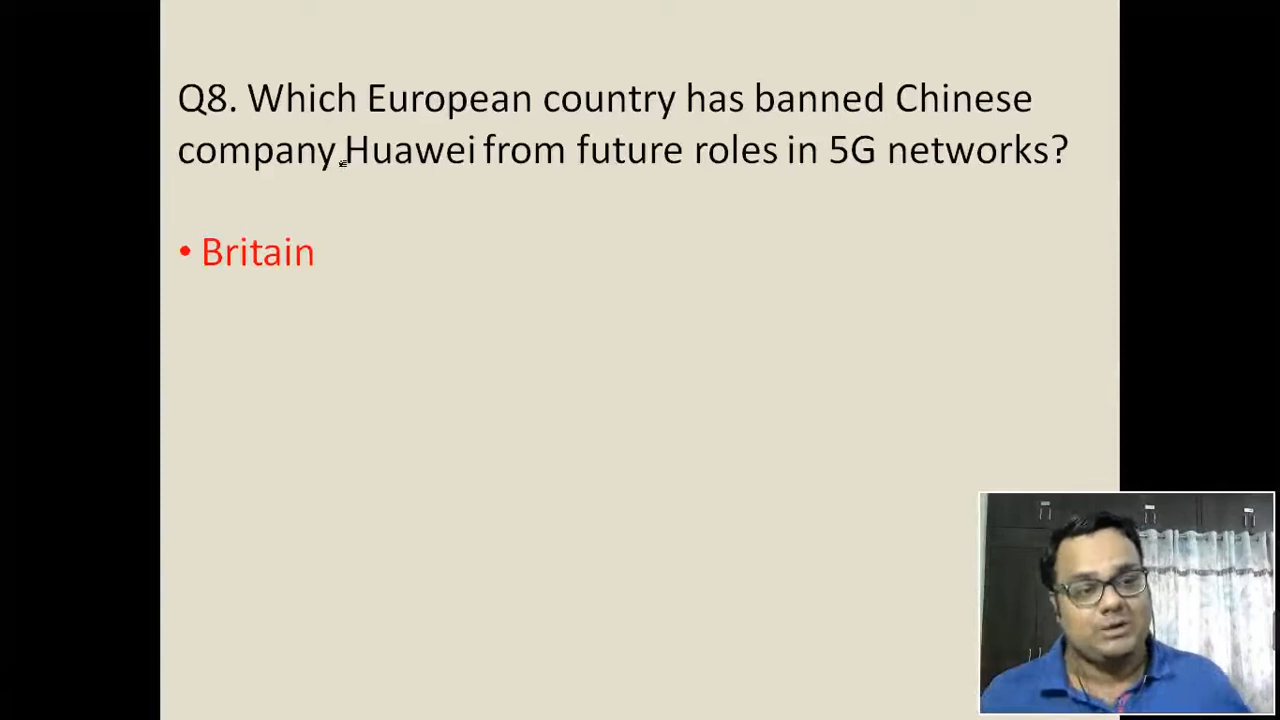 Q8. Which European country has banned Chinese
company Huawei from future roles in 5G networks?
• Britain